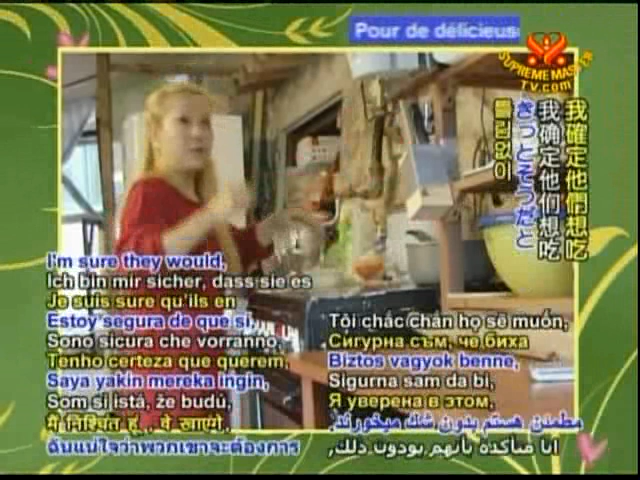 Pour de délicieus
SUPREME MASTER
TV.com
我確定他們想吃
我确定他们想吃
きっとそうだと
틀림없이
I'm sure they would,
Ich bin mir sicher, dass sie es
Je suis sure qu'ils en
Estoy segura de que si,
Sono sicura che vorranno,
Tenho certeza que querem,
Saya yakin mereka ingin,
Som si istá, že budú,
मैं निश्चित हूँ , वे खाएंगे,
ฉันแน่ใจว่าพวกเขาจะต้องการ
Tôi chắc chắn họ sẽ muốn,
Сигурна съм, че биха
Biztos vagyok benne,
Sigurna sam da bi,
Я уверена в этом,
مطمئن هستم بدون شک میخورند،
انا متأكدة بأنهم يودون ذلك،